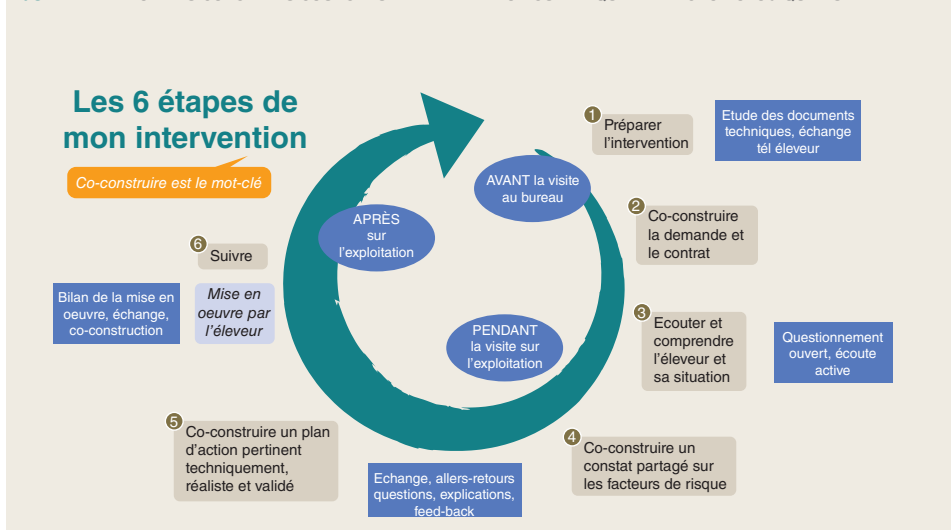 Les 6 étapes de
mon intervention
Co-construire est le mot-clé
1
Préparer
l'intervention
Etude des documents
techniques, échange
tél éleveur
AVANT la visite
au bureau
2
Co-construire
la demande et
le contrat
APRÈS
sur
l'exploitation
6
Suivre
Bilan de la mise en
oeuvre, échange,
co-construction
Mise en
oeuvre par
l'éleveur
PENDANT
la visite sur
l'exploitation
3
Ecouter et
comprendre
l'éleveur et
sa situation
Questionnement
ouvert, écoute
active
5
Co-construire un plan
d'action pertinent
techniquement,
réaliste et validé
4
Co-construire un
constat partagé sur
les facteurs de risque
Echange, allers-retours
questions, explications,
feed-back